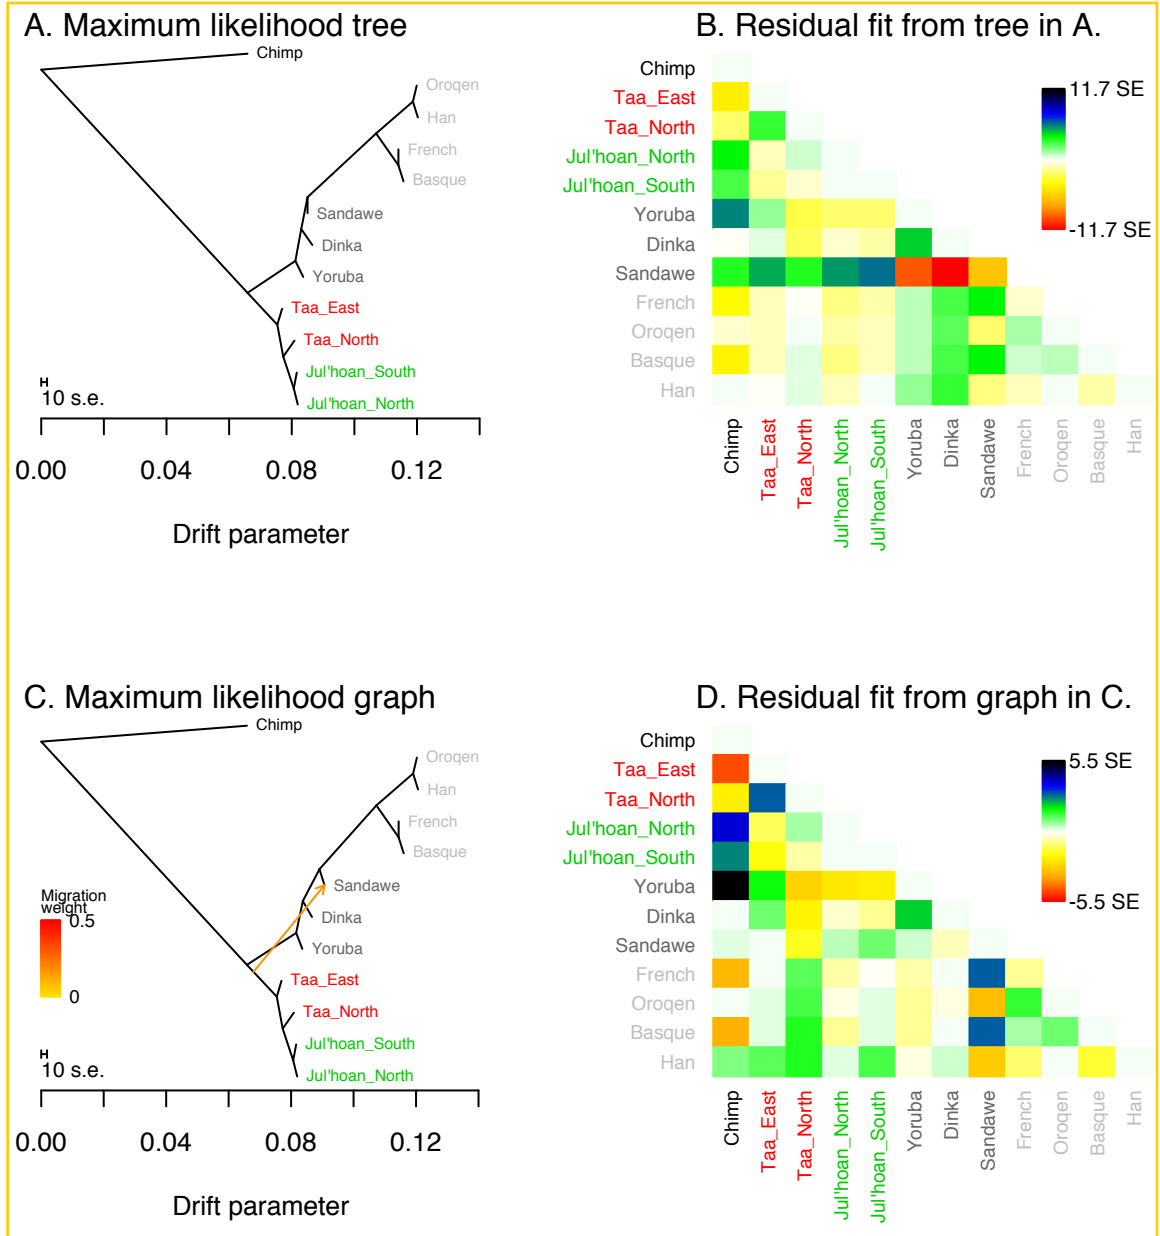 A. Maximum likelihood tree
Chimp
Oroqen
Han
French
Basque
Sandawe
Dinka
Yoruba
Taa_East
Taa_North
Jul'hoan_South
Jul'hoan_North
10 s.e.
0.00 0.04 0.08 0.12
Drift parameter
B. Residual fit from tree in A.
Chimp
Taa_East
Taa_North
Jul'hoan_North
Jul'hoan_South
Yoruba
Dinka
Sandawe
French
Oroqen
Basque
Han
11.7 SE
-11.7 SE
Chimp
Taa_East
Taa_North
Jul'hoan_North
Jul'hoan_South
Yoruba
Dinka
Sandawe
French
Oroqen
Basque
Han
C. Maximum likelihood graph
Chimp
Oroqen
Han
French
Basque
Sandawe
Dinka
Yoruba
Taa_East
Taa_North
Jul'hoan_South
Jul'hoan_North
Migration
weight
0.5
0
10 s.e.
0.00 0.04 0.08 0.12
Drift parameter
D. Residual fit from graph in C.
Chimp
Taa_East
Taa_North
Jul'hoan_North
Jul'hoan_South
Yoruba
Dinka
Sandawe
French
Oroqen
Basque
Han
5.5 SE
-5.5 SE
Chimp
Taa_East
Taa_North
Jul'hoan_North
Jul'hoan_South
Yoruba
Dinka
Sandawe
French
Oroqen
Basque
Han